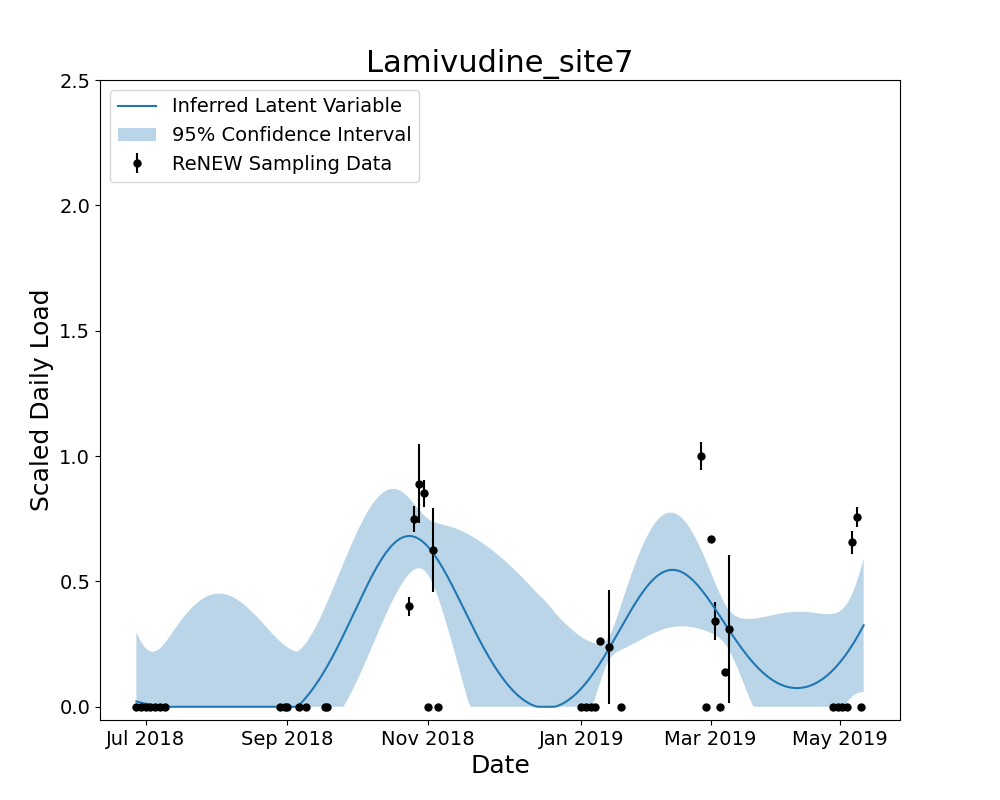 Lamivudine_site7
Inferred Latent Variable
95% Confidence Interval
ReNEW Sampling Data
Scaled Daily Load
2.5
2.0
1.5
1.0
0.5
0.0
Jul 2018 Sep 2018 Nov 2018 Jan 2019 Mar 2019 May 2019
Date